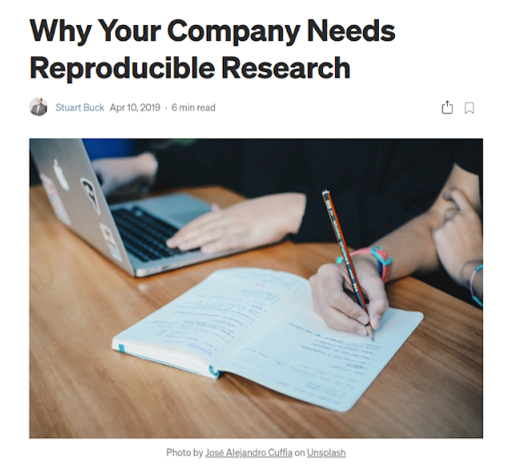 Why Your Company Needs
Reproducible Research
Stuart Buck Apr 10, 2019 · 6 min read
Photo by José Alejandro Cuffia on Unsplash